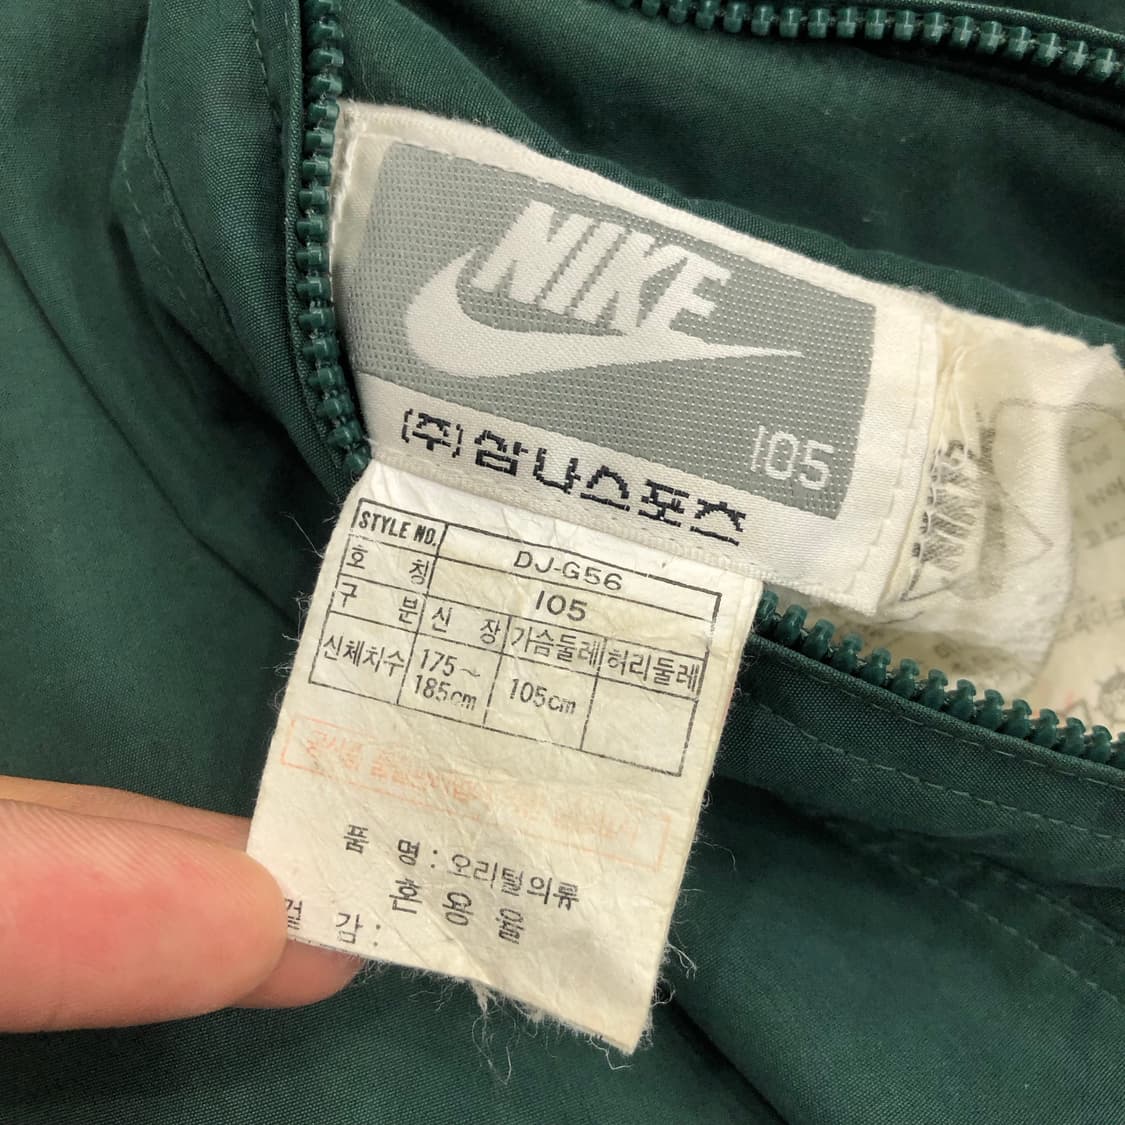 NIKE
105
(주)삼나스포츠
STYLE NO. DJ-G56
호 칭 105
구 분 신 장 가슴둘레 허리둘레
신체치수 175~185cm 105cm
품 명 : 오리털의류
혼 용 율
겉 감 :